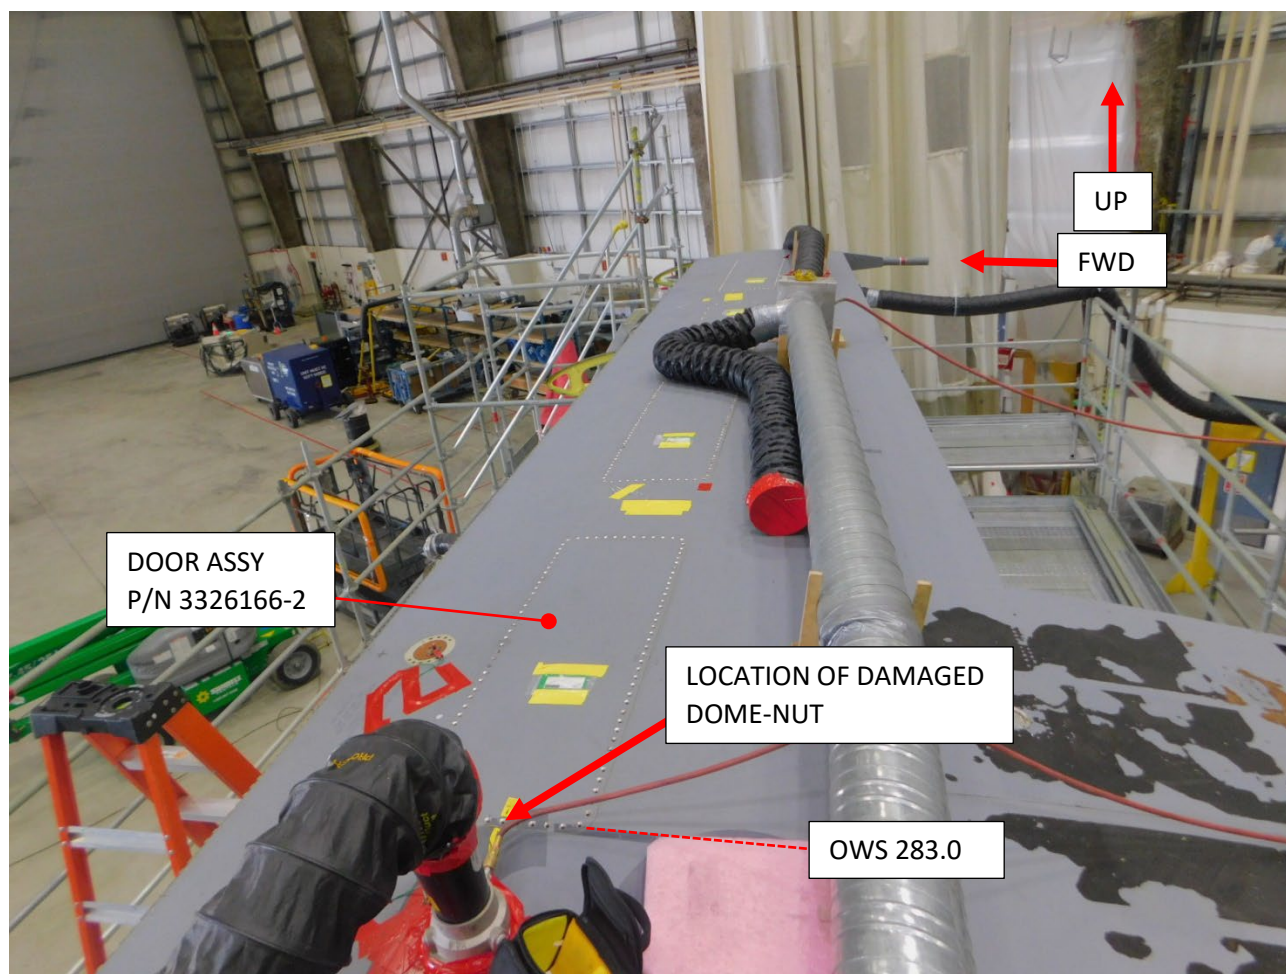 UP
FWD
DOOR ASSY
P/N 3326166-2
LOCATION OF DAMAGED
DOME-NUT
OWS 283.0